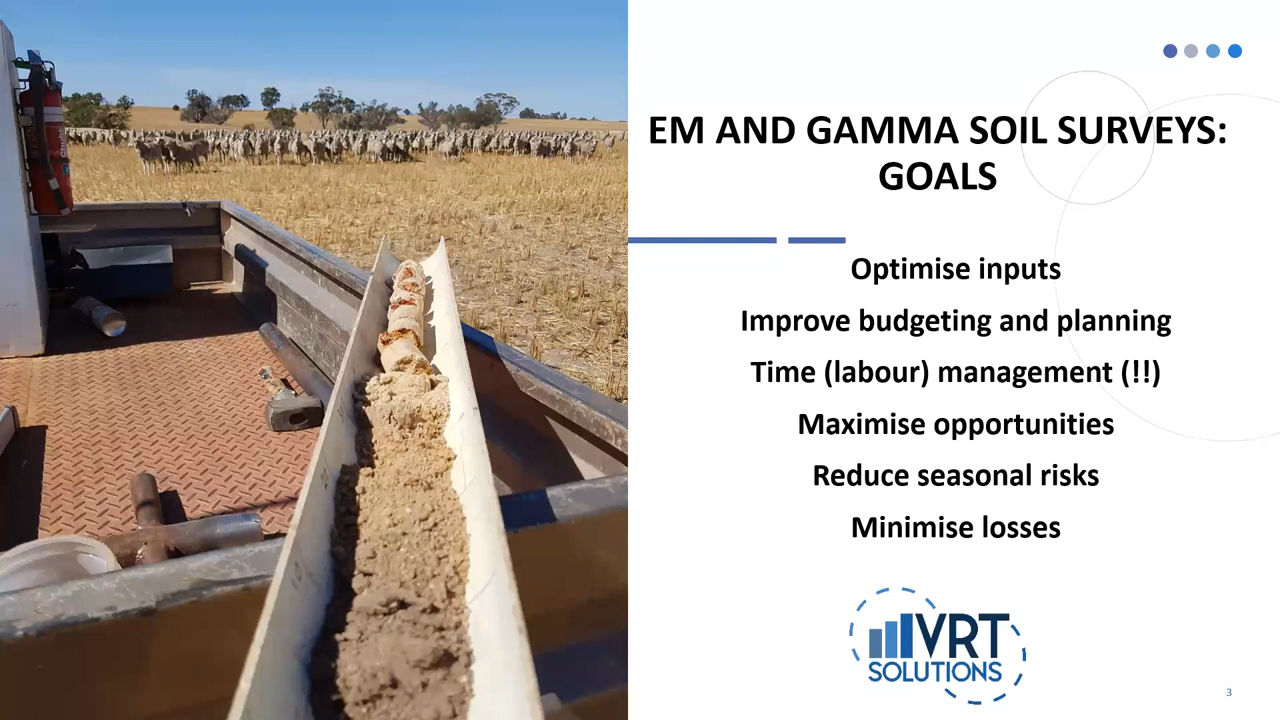 EM AND GAMMA SOIL SURVEYS:
GOALS
Optimise inputs
Improve budgeting and planning
Time (labour) management (!!)
Maximise opportunities
Reduce seasonal risks
Minimise losses
VRT
SOLUTIONS
3